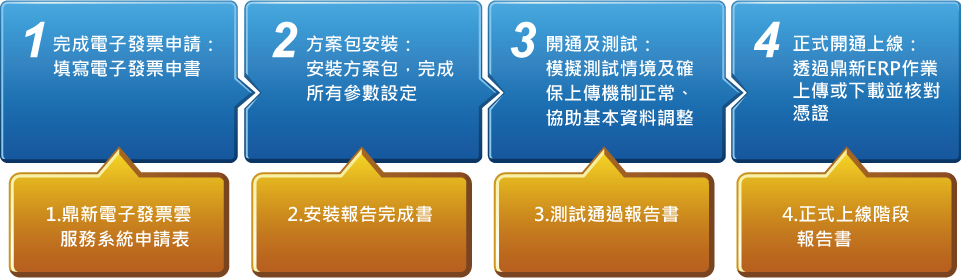 1 完成電子發票申請：
填寫電子發票申書
2 方案包安裝：
安裝方案包，完成
所有參數設定
3 開通及測試：
模擬測試情境及確
保上傳機制正常、
協助基本資料調整
4 正式開通上線：
透過鼎新ERP作業
上傳或下載並核對
憑證
1.鼎新電子發票雲
服務系統申請表
2.安裝報告完成書
3.測試通過報告書
4.正式上線階段
報告書